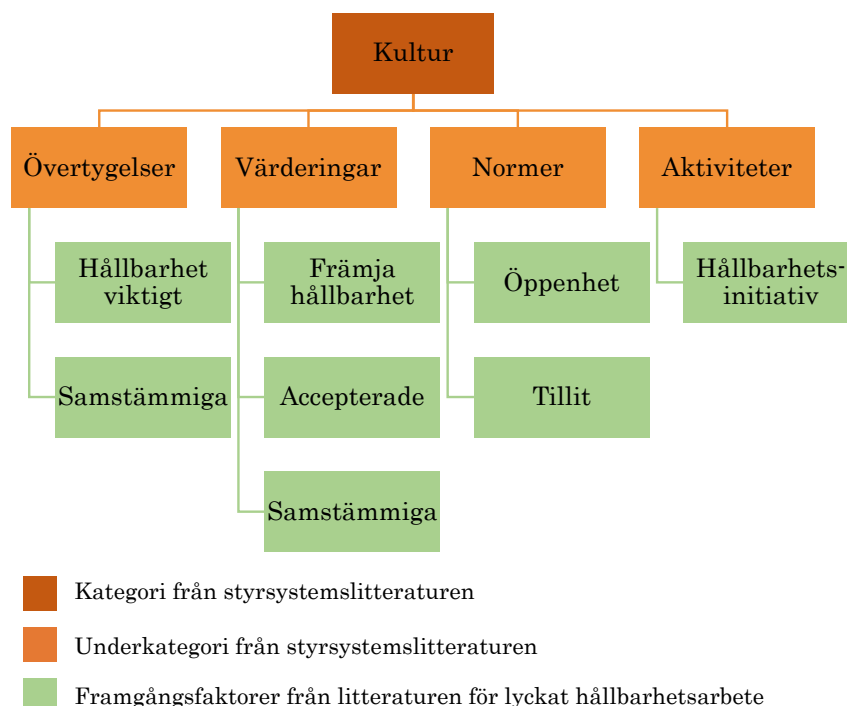 Kultur
Övertygelser
Värderingar
Normer
Aktiviteter
Hållbarhet
viktigt
Främja
hållbarhet
Öppenhet
Hållbarhets-
initiativ
Samstämmiga
Accepterade
Tillit
Samstämmiga
Kategori från styrsystemslitteraturen
Underkategori från styrsystemslitteraturen
Framgångsfaktorer från litteraturen för lyckat hållbarhetsarbete